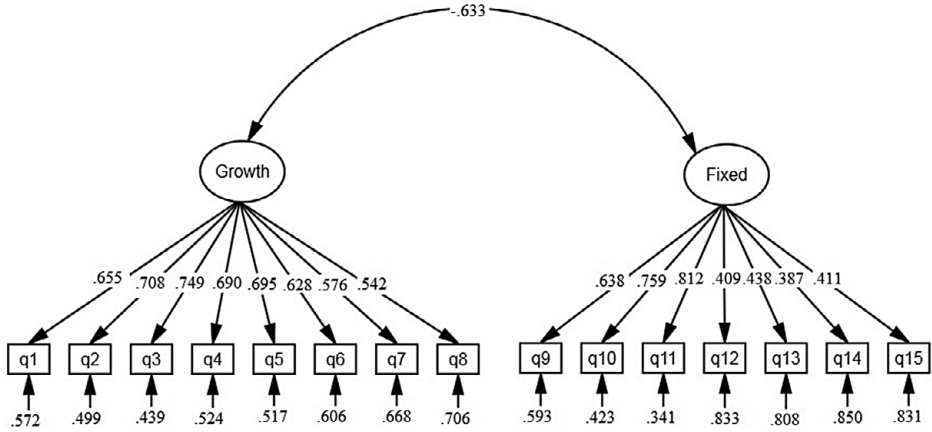 -.633
Growth Fixed
.655 .708 .749 .690 .695 .628 .576 .542 .638 .759 .812 .409 .438 .387 .411
q1 q2 q3 q4 q5 q6 q7 q8 q9 q10 q11 q12 q13 q14 q15
.572 .499 .439 .524 .517 .606 .668 .706 .593 .423 .341 .833 .808 .850 .831